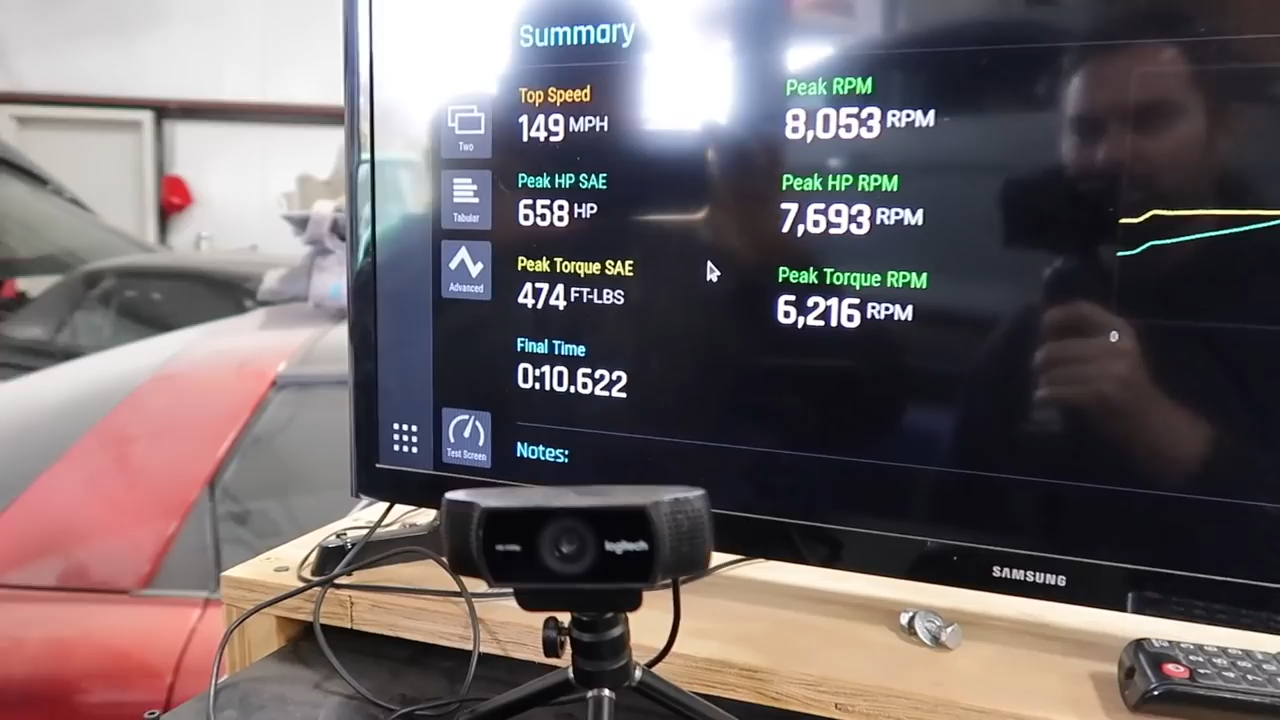 Summary
Top Speed
149 MPH
Peak HP SAE
658 HP
Peak Torque SAE
474 FT-LBS
Final Time
0:10.622
Notes:
Peak RPM
8,053 RPM
Peak HP RPM
7,693 RPM
Peak Torque RPM
6,216 RPM
Two
Tabular
Advanced
Test Screen
logitech
SAMSUNG